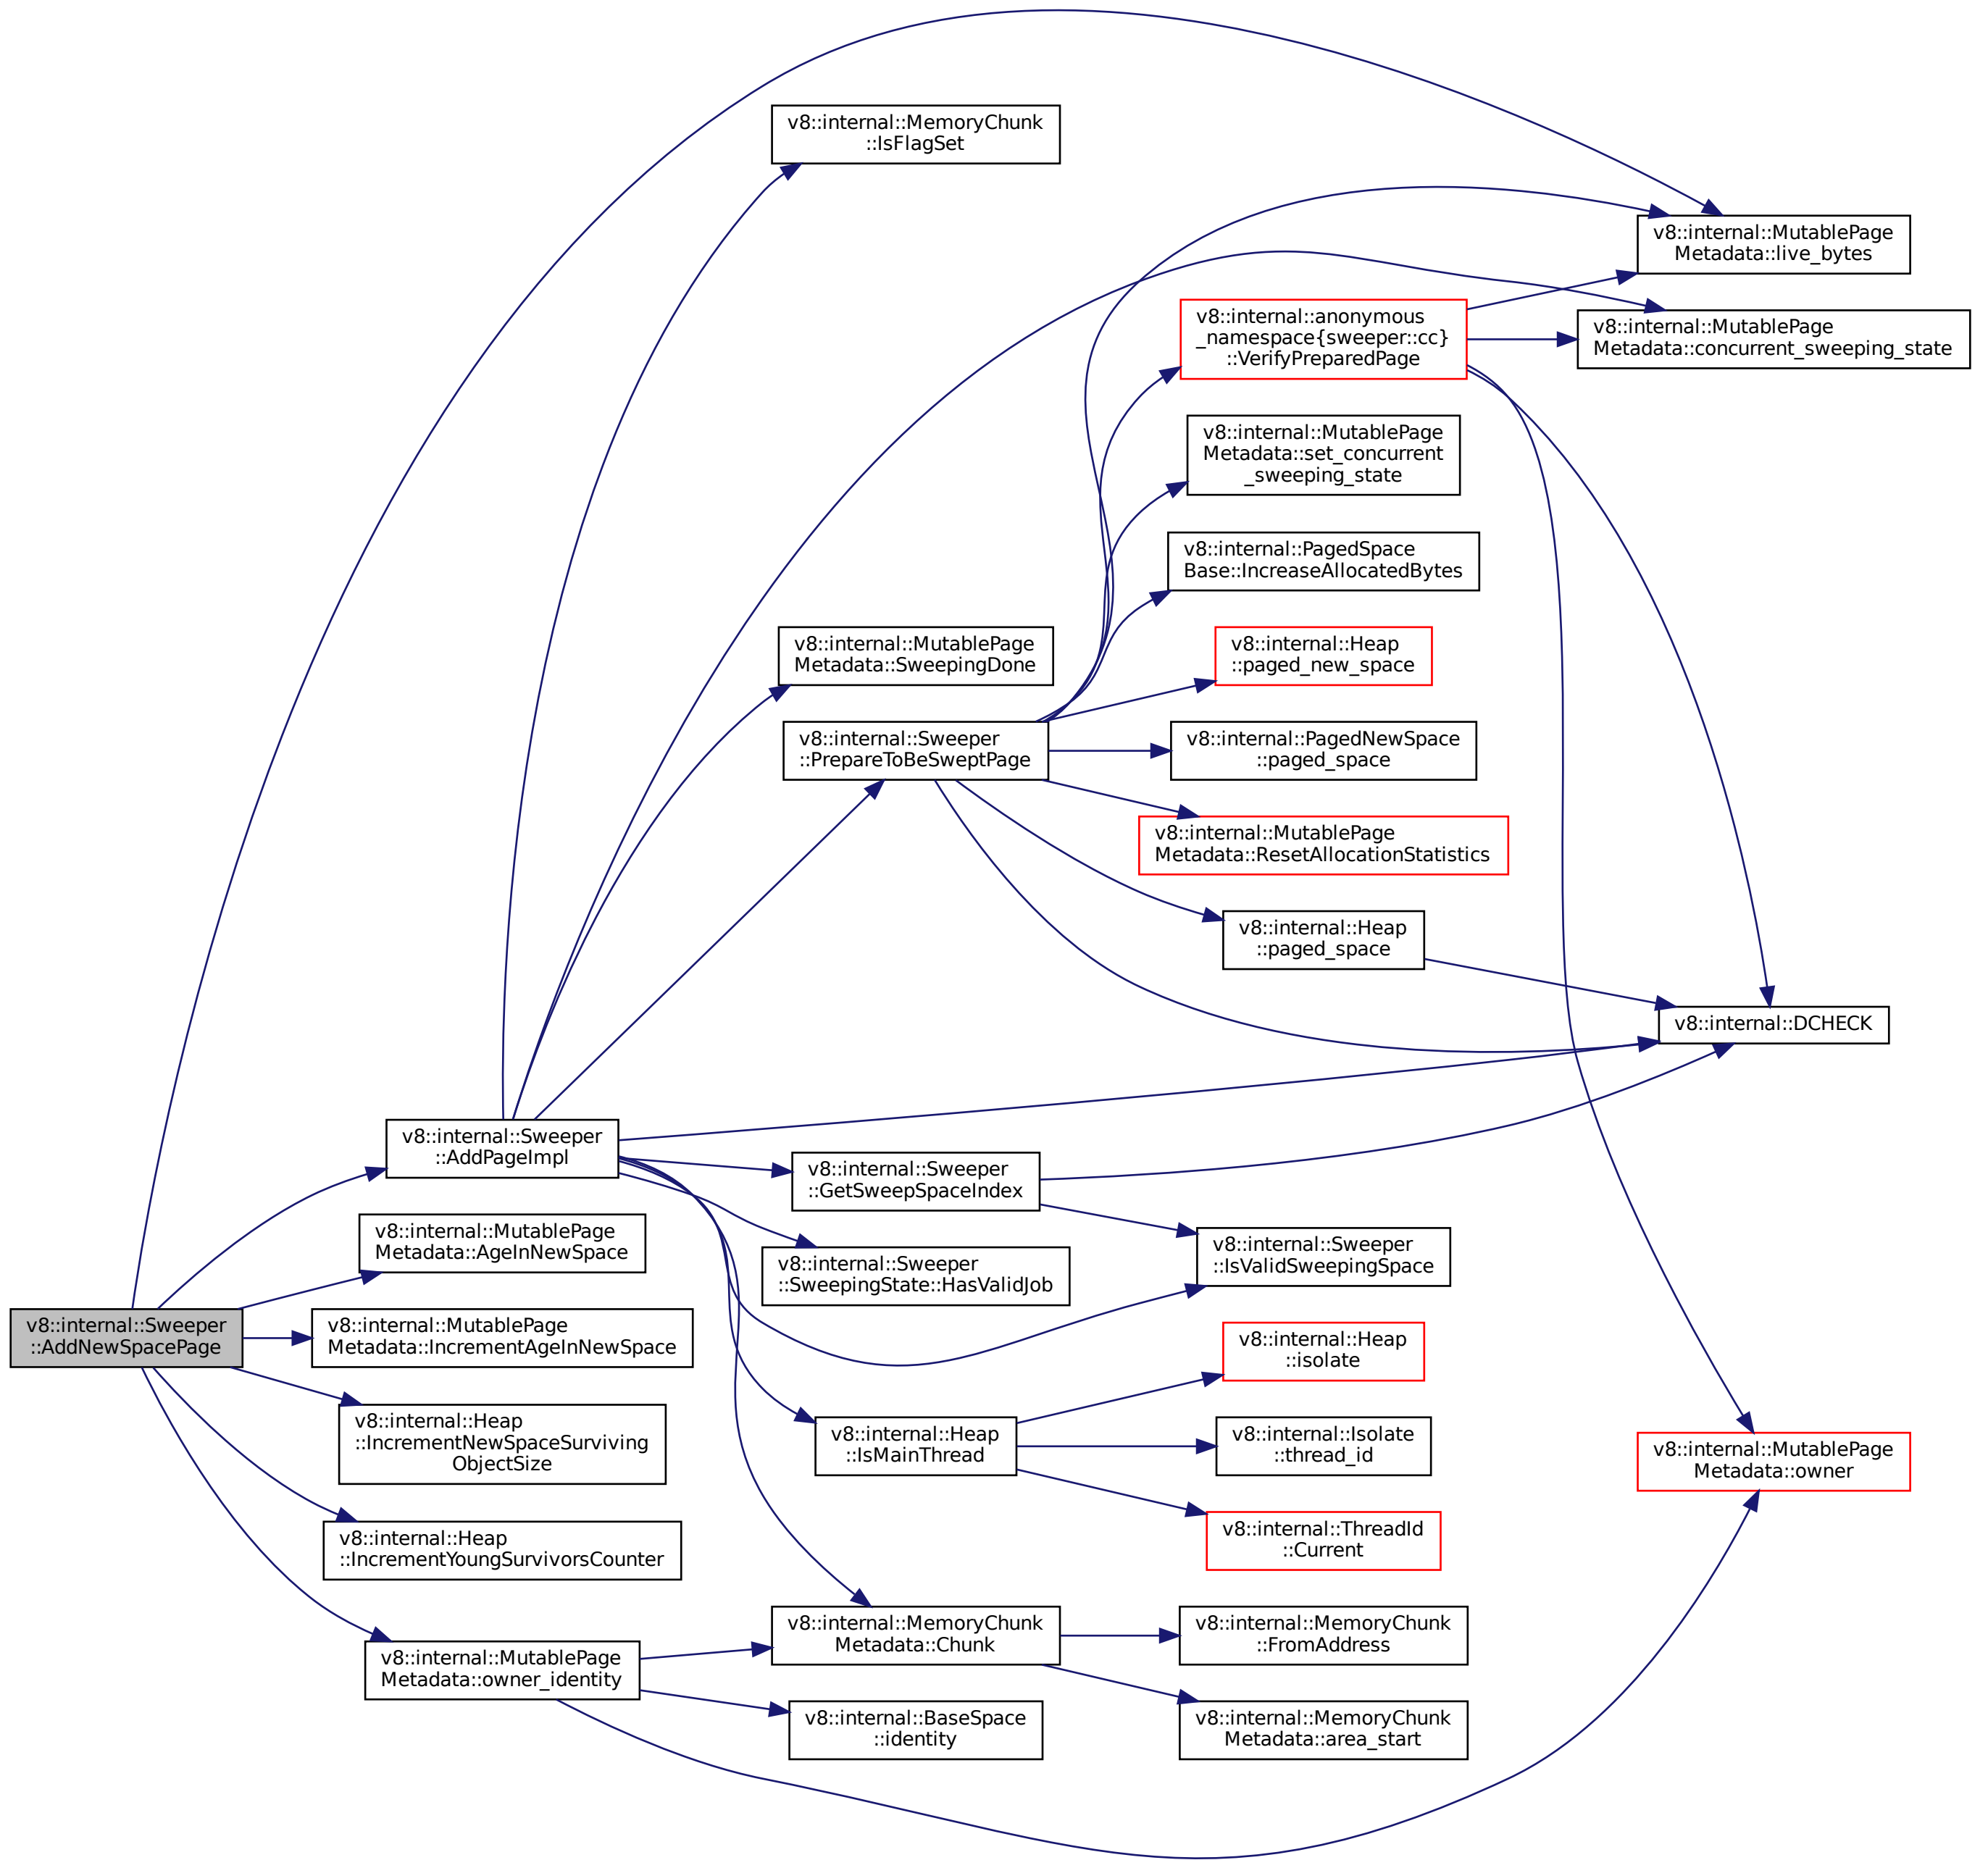 v8::internal::MemoryChunk
::IsFlagSet
v8::internal::MutablePage
Metadata::live_bytes
v8::internal::anonymous
_namespace{sweeper::cc}
::VerifyPreparedPage
v8::internal::MutablePage
Metadata::concurrent_sweeping_state
v8::internal::MutablePage
Metadata::set_concurrent
_sweeping_state
v8::internal::PagedSpace
Base::IncreaseAllocatedBytes
v8::internal::MutablePage
Metadata::SweepingDone
v8::internal::Heap
::paged_new_space
v8::internal::Sweeper
::PrepareToBeSweptPage
v8::internal::PagedNewSpace
::paged_space
v8::internal::MutablePage
Metadata::ResetAllocationStatistics
v8::internal::Heap
::paged_space
v8::internal::DCHECK
v8::internal::Sweeper
::AddPageImpl
v8::internal::Sweeper
::GetSweepSpaceIndex
v8::internal::MutablePage
Metadata::AgeInNewSpace
v8::internal::Sweeper
::SweepingState::HasValidJob
v8::internal::Sweeper
::IsValidSweepingSpace
v8::internal::Sweeper
::AddNewSpacePage
v8::internal::MutablePage
Metadata::IncrementAgeInNewSpace
v8::internal::Heap
::isolate
v8::internal::Heap
::IncrementNewSpaceSurviving
ObjectSize
v8::internal::Heap
::IsMainThread
v8::internal::Isolate
::thread_id
v8::internal::MutablePage
Metadata::owner
v8::internal::Heap
::IncrementYoungSurvivorsCounter
v8::internal::ThreadId
::Current
v8::internal::MutablePage
Metadata::owner_identity
v8::internal::MemoryChunk
Metadata::Chunk
v8::internal::MemoryChunk
::FromAddress
v8::internal::BaseSpace
::identity
v8::internal::MemoryChunk
Metadata::area_start